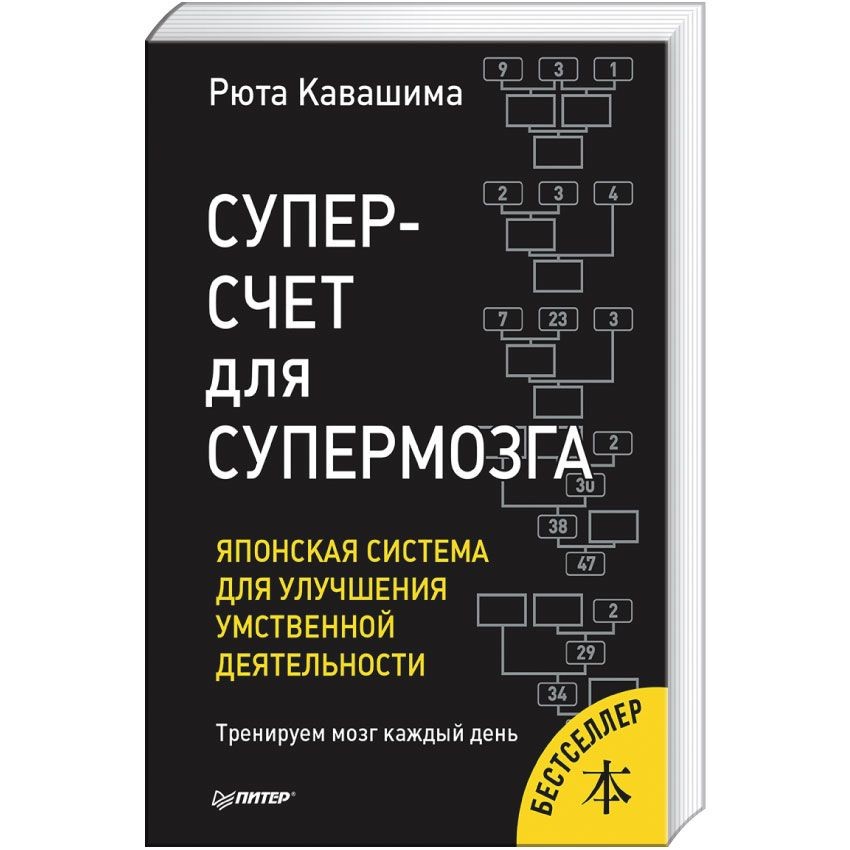 9 3 1
Рюта Кавашима
2 3 4
СУПЕР-
СЧЕТ
для
7 23 3
СУПЕРМОЗГА
2
30
38
47
ЯПОНСКАЯ СИСТЕМА
ДЛЯ УЛУЧШЕНИЯ
УМСТВЕННОЙ
ДЕЯТЕЛЬНОСТИ
2
29
34
Тренируем мозг каждый день
ПИТЕР®
БЕСТСЕЛЛЕР
本